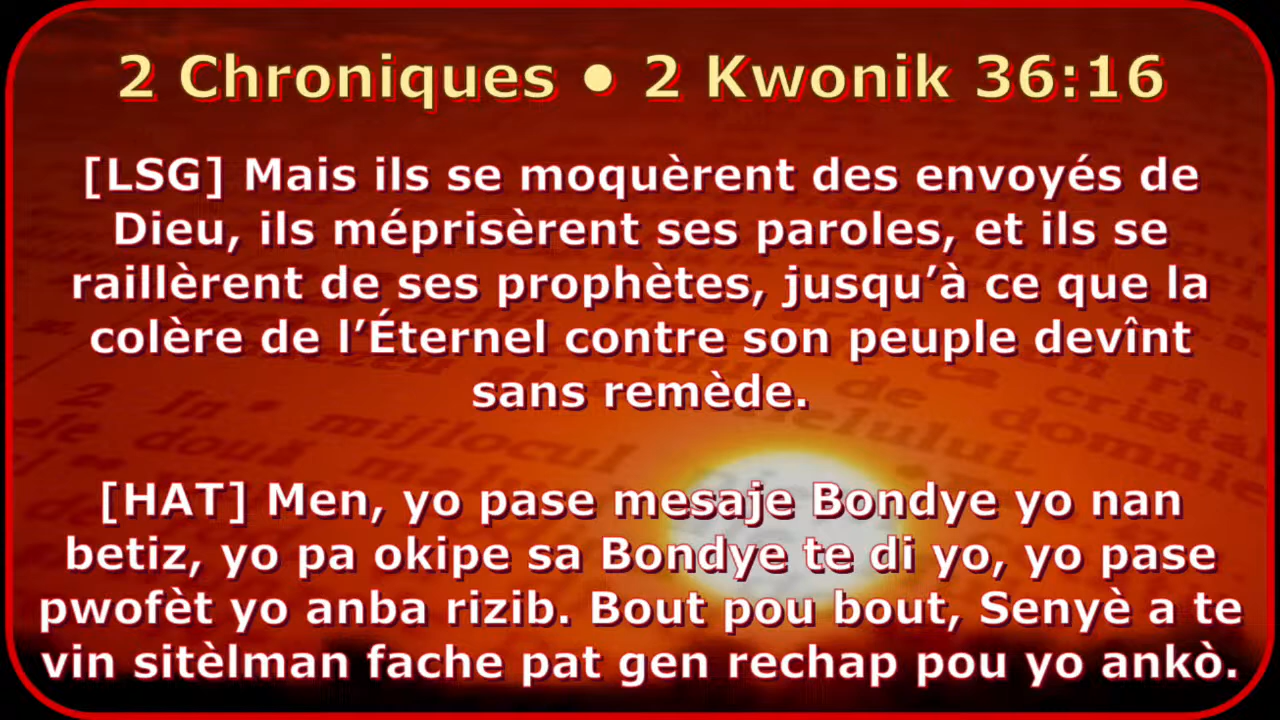 2 Chroniques • 2 Kwonik 36:16
[LSG] Mais ils se moquèrent des envoyés de
Dieu, ils méprisèrent ses paroles, et ils se
raillèrent de ses prophètes, jusqu’à ce que la
colère de l’Éternel contre son peuple devînt
sans remède.
[HAT] Men, yo pase mesaje Bondye yo nan
betiz, yo pa okipe sa Bondye te di yo, yo pase
pwofèt yo anba rizib. Bout pou bout, Senyè a te
vin sitèlman fache pat gen rechap pou yo ankò.